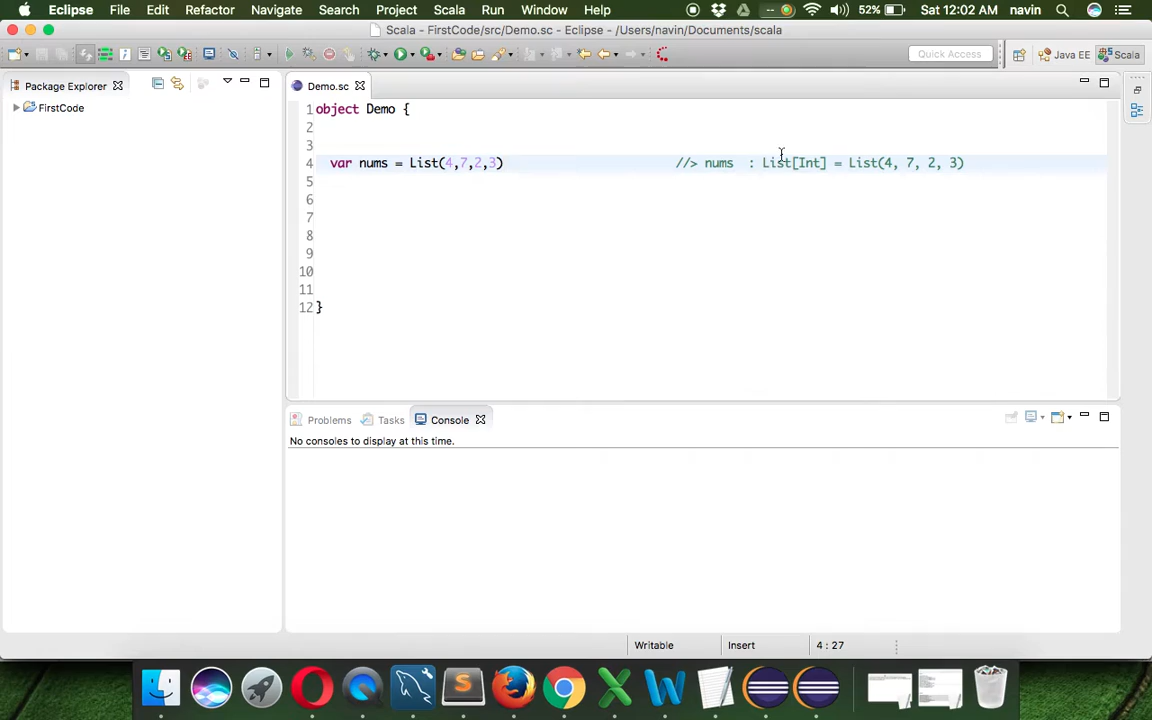 Eclipse File Edit Refactor Navigate Search Project Scala Run Window Help -- 52% Sat 12:02 AM navin
Scala - FirstCode/src/Demo.sc - Eclipse - /Users/navin/Documents/scala
Quick Access Java EE Scala
Package Explorer
FirstCode
Demo.sc
1 object Demo {
2
3
4 var nums = List(4,7,2,3) //> nums : List[Int] = List(4, 7, 2, 3)
5
6
7
8
9
10
11
12 }
Problems Tasks Console
No consoles to display at this time.
Writable Insert 4 : 27